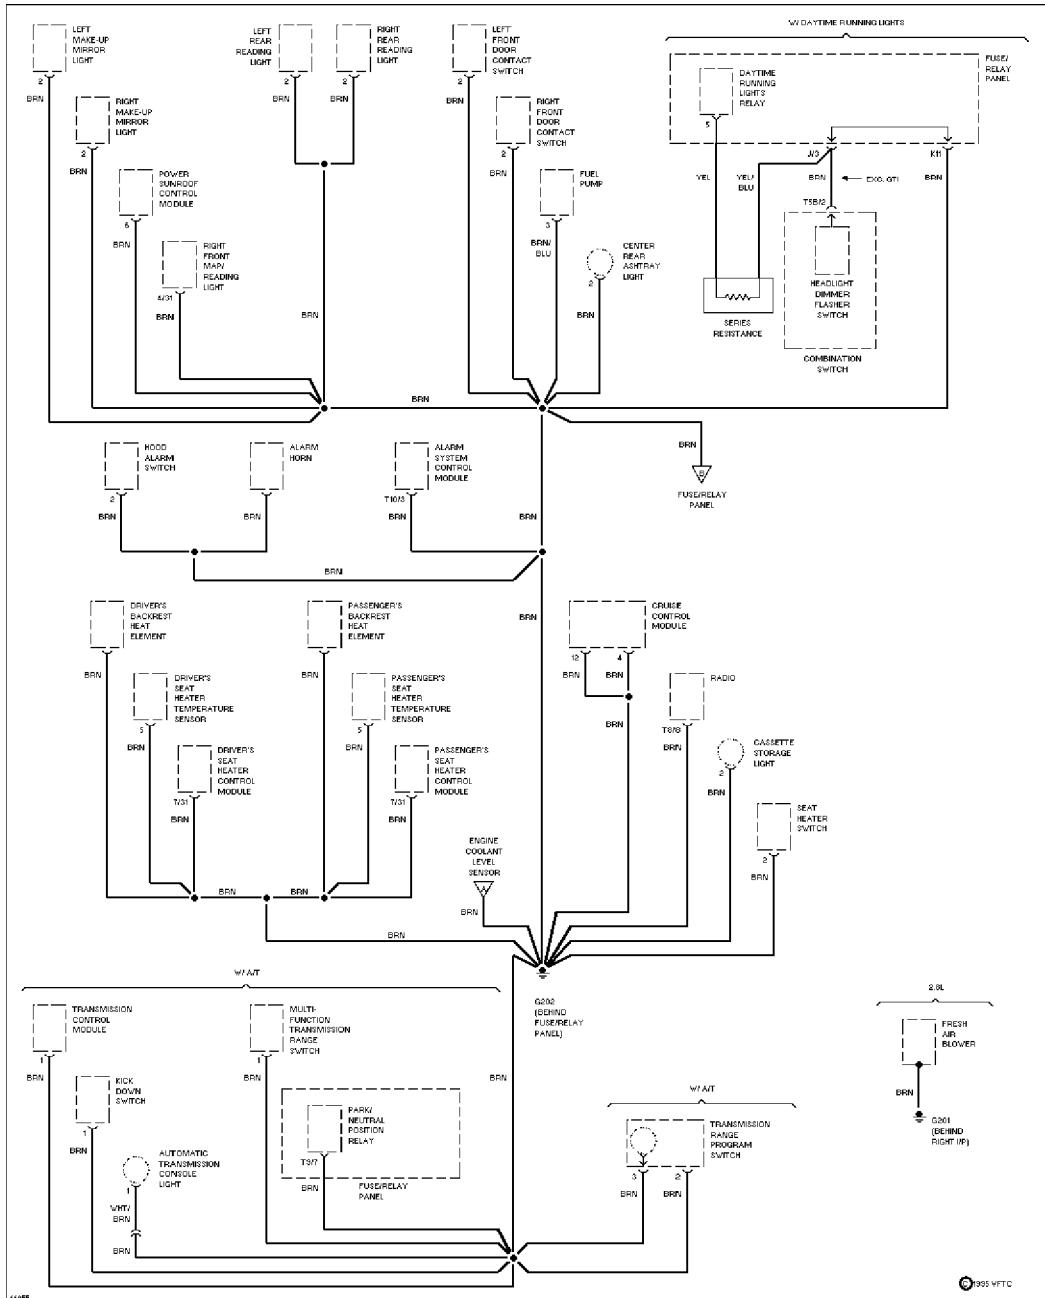 W/ DAYTIME RUNNING LIGHTS
LEFT
MAKE-UP
MIRROR
LIGHT
2
BRN
RIGHT
MAKE-UP
MIRROR
LIGHT
2
BRN
POWER
SUNROOF
CONTROL
MODULE
6
BRN
RIGHT
FRONT
MAP/
READING
LIGHT
4/31
BRN
LEFT
REAR
READING
LIGHT
2
BRN
RIGHT
REAR
READING
LIGHT
2
BRN
BRN
LEFT
FRONT
DOOR
CONTACT
SWITCH
2
BRN
RIGHT
FRONT
DOOR
CONTACT
SWITCH
2
BRN
FUEL
PUMP
3
BRN/
BLU
CENTER
REAR
ASHTRAY
LIGHT
2
BRN
DAYTIME
RUNNING
LIGHTS
RELAY
5
FUSE/
RELAY
PANEL
J/3
K11
YEL
YEL/
BLU
BRN
EXC. GTI
BRN
T5B/2
HEADLIGHT
DIMMER
FLASHER
SWITCH
SERIES
RESISTANCE
COMBINATION
SWITCH
BRN
BRN
B
FUSE/RELAY
PANEL
HOOD
ALARM
SWITCH
2
BRN
ALARM
HORN
BRN
ALARM
SYSTEM
CONTROL
MODULE
T10/3
BRN
BRN
BRN
BRN
DRIVER'S
BACKREST
HEAT
ELEMENT
BRN
DRIVER'S
SEAT
HEATER
TEMPERATURE
SENSOR
5
BRN
DRIVER'S
SEAT
HEATER
CONTROL
MODULE
7/31
BRN
PASSENGER'S
BACKREST
HEAT
ELEMENT
BRN
PASSENGER'S
SEAT
HEATER
TEMPERATURE
SENSOR
5
BRN
PASSENGER'S
SEAT
HEATER
CONTROL
MODULE
7/31
BRN
CRUISE
CONTROL
MODULE
12
4
BRN
BRN
BRN
RADIO
T8/8
BRN
CASSETTE
STORAGE
LIGHT
2
BRN
SEAT
HEATER
SWITCH
2
BRN
ENGINE
COOLANT
LEVEL
SENSOR
A
BRN
BRN
BRN
BRN
G202
(BEHIND
FUSE/RELAY
PANEL)
W/ A/T
TRANSMISSION
CONTROL
MODULE
1
BRN
KICK
DOWN
SWITCH
1
BRN
AUTOMATIC
TRANSMISSION
CONSOLE
LIGHT
1
WHT/
BRN
BRN
MULTI-
FUNCTION
TRANSMISSION
RANGE
SWITCH
1
BRN
PARK/
NEUTRAL
POSITION
RELAY
T9/7
BRN
FUSE/RELAY
PANEL
BRN
W/ A/T
TRANSMISSION
RANGE
PROGRAM
SWITCH
3
2
BRN
BRN
2.8L
FRESH
AIR
BLOWER
BRN
G201
(BEHIND
RIGHT I/P)
© 1995 VFTC